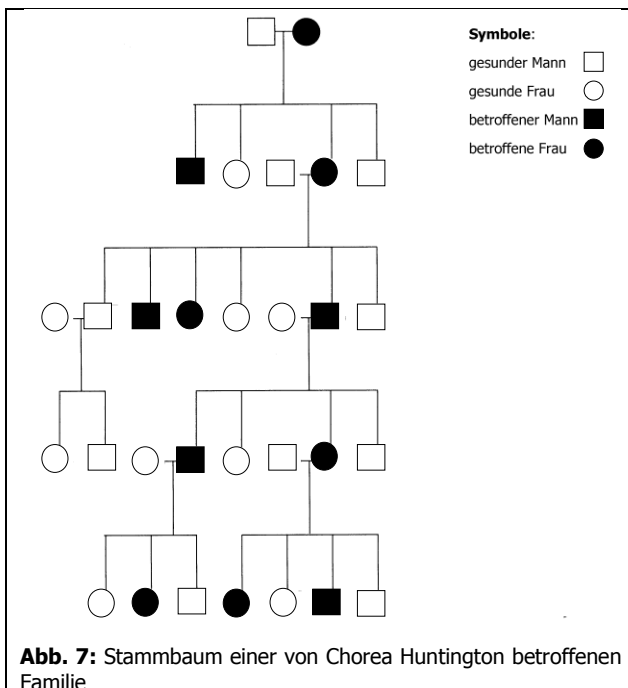 Symbole:
gesunder Mann
gesunde Frau
betroffener Mann
betroffene Frau
Abb. 7: Stammbaum einer von Chorea Huntington betroffenen
Familie